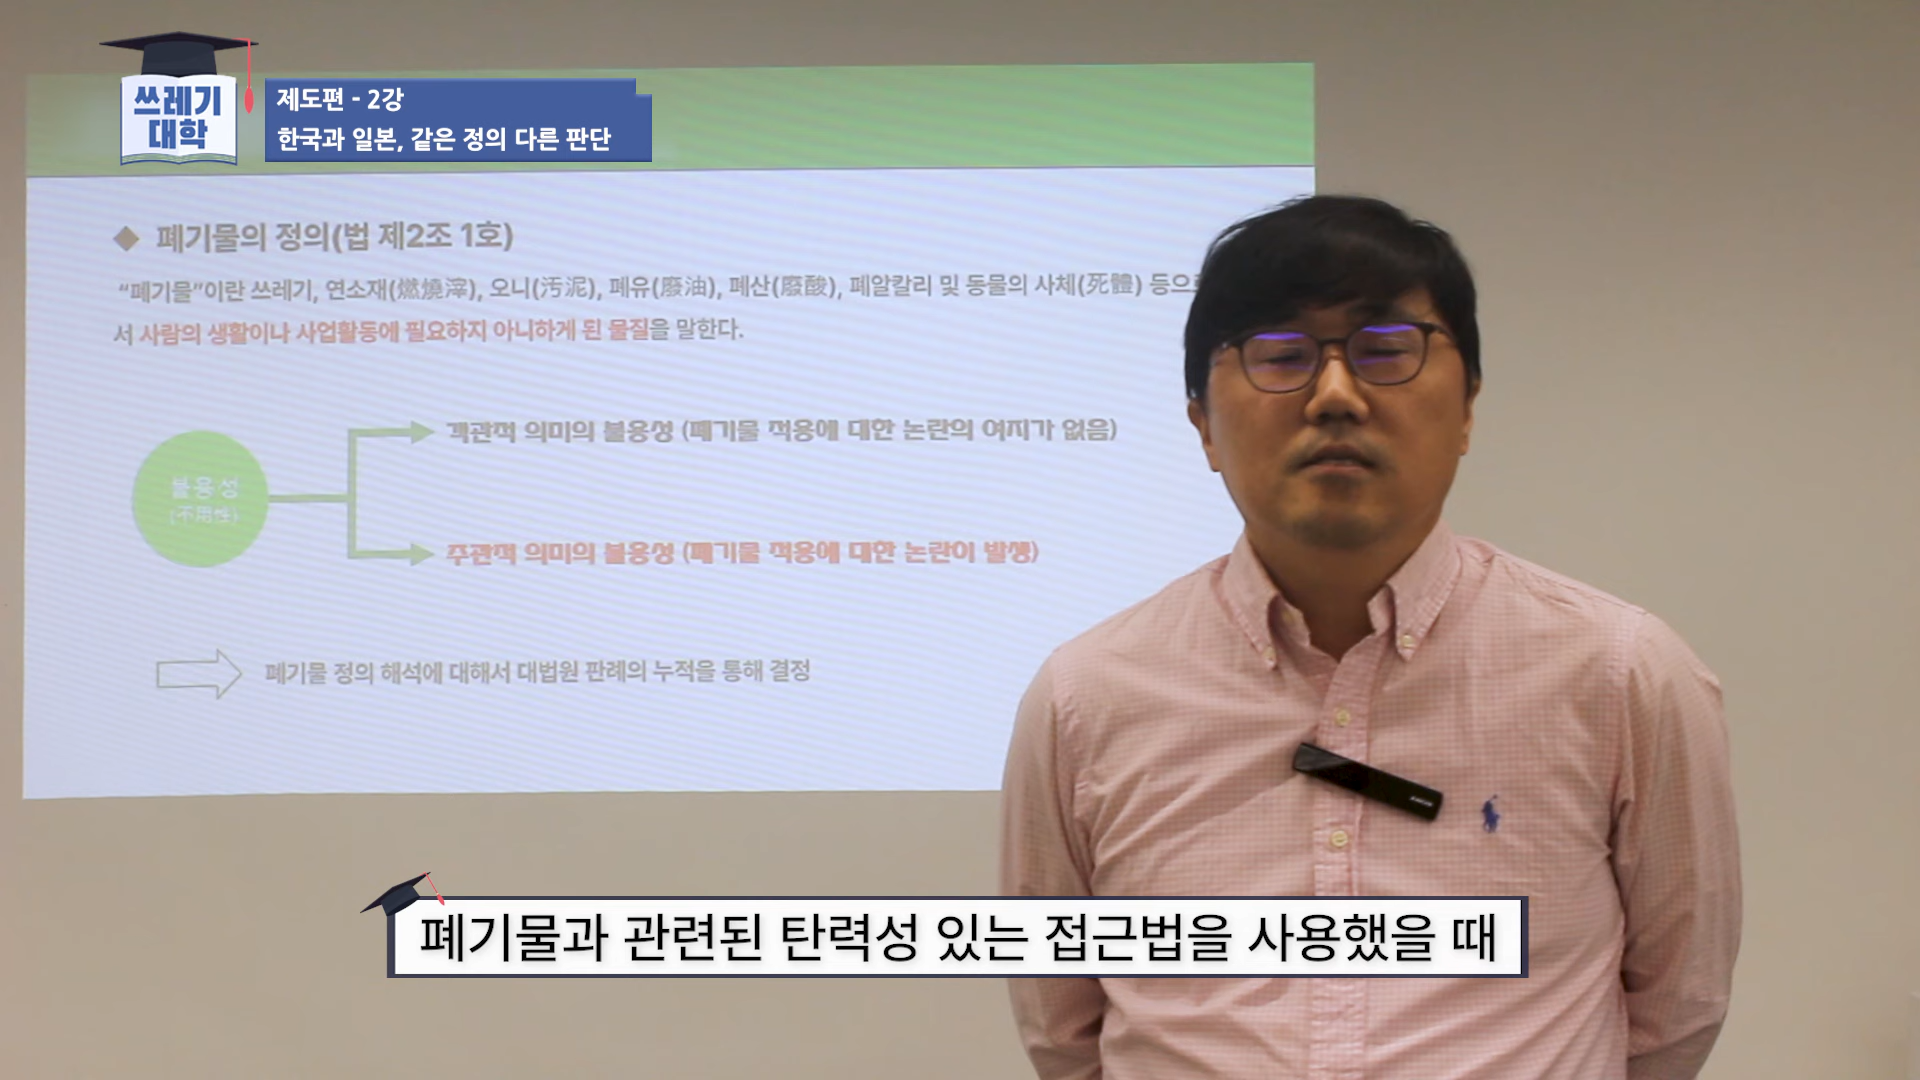 쓰레기
대학
제도편 - 2강
한국과 일본, 같은 정의 다른 판단
◆ 폐기물의 정의(법 제2조 1호)
“폐기물”이란 쓰레기, 연소재(燃燒滓), 오니(汚泥), 폐유(廢油), 폐산(廢酸), 폐알칼리 및 동물의 사체(死體) 등으로
서 사람의 생활이나 사업활동에 필요하지 아니하게 된 물질을 말한다.
객관적 의미의 불용성 (폐기물 적용에 대한 논란의 여지가 없음)
불용성
(不用性)
주관적 의미의 불용성 (폐기물 적용에 대한 논란이 발생)
폐기물 정의 해석에 대해서 대법원 판례의 누적을 통해 결정
폐기물과 관련된 탄력성 있는 접근법을 사용했을 때